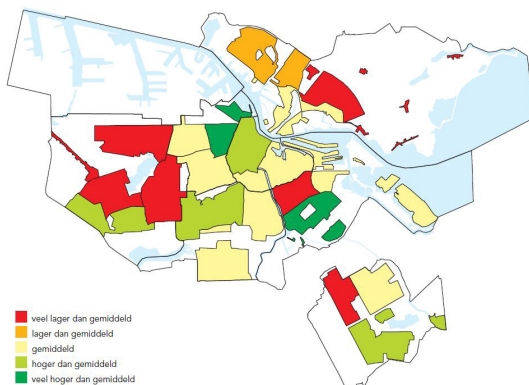 veel lager dan gemiddeld
lager dan gemiddeld
gemiddeld
hoger dan gemiddeld
veel hoger dan gemiddeld